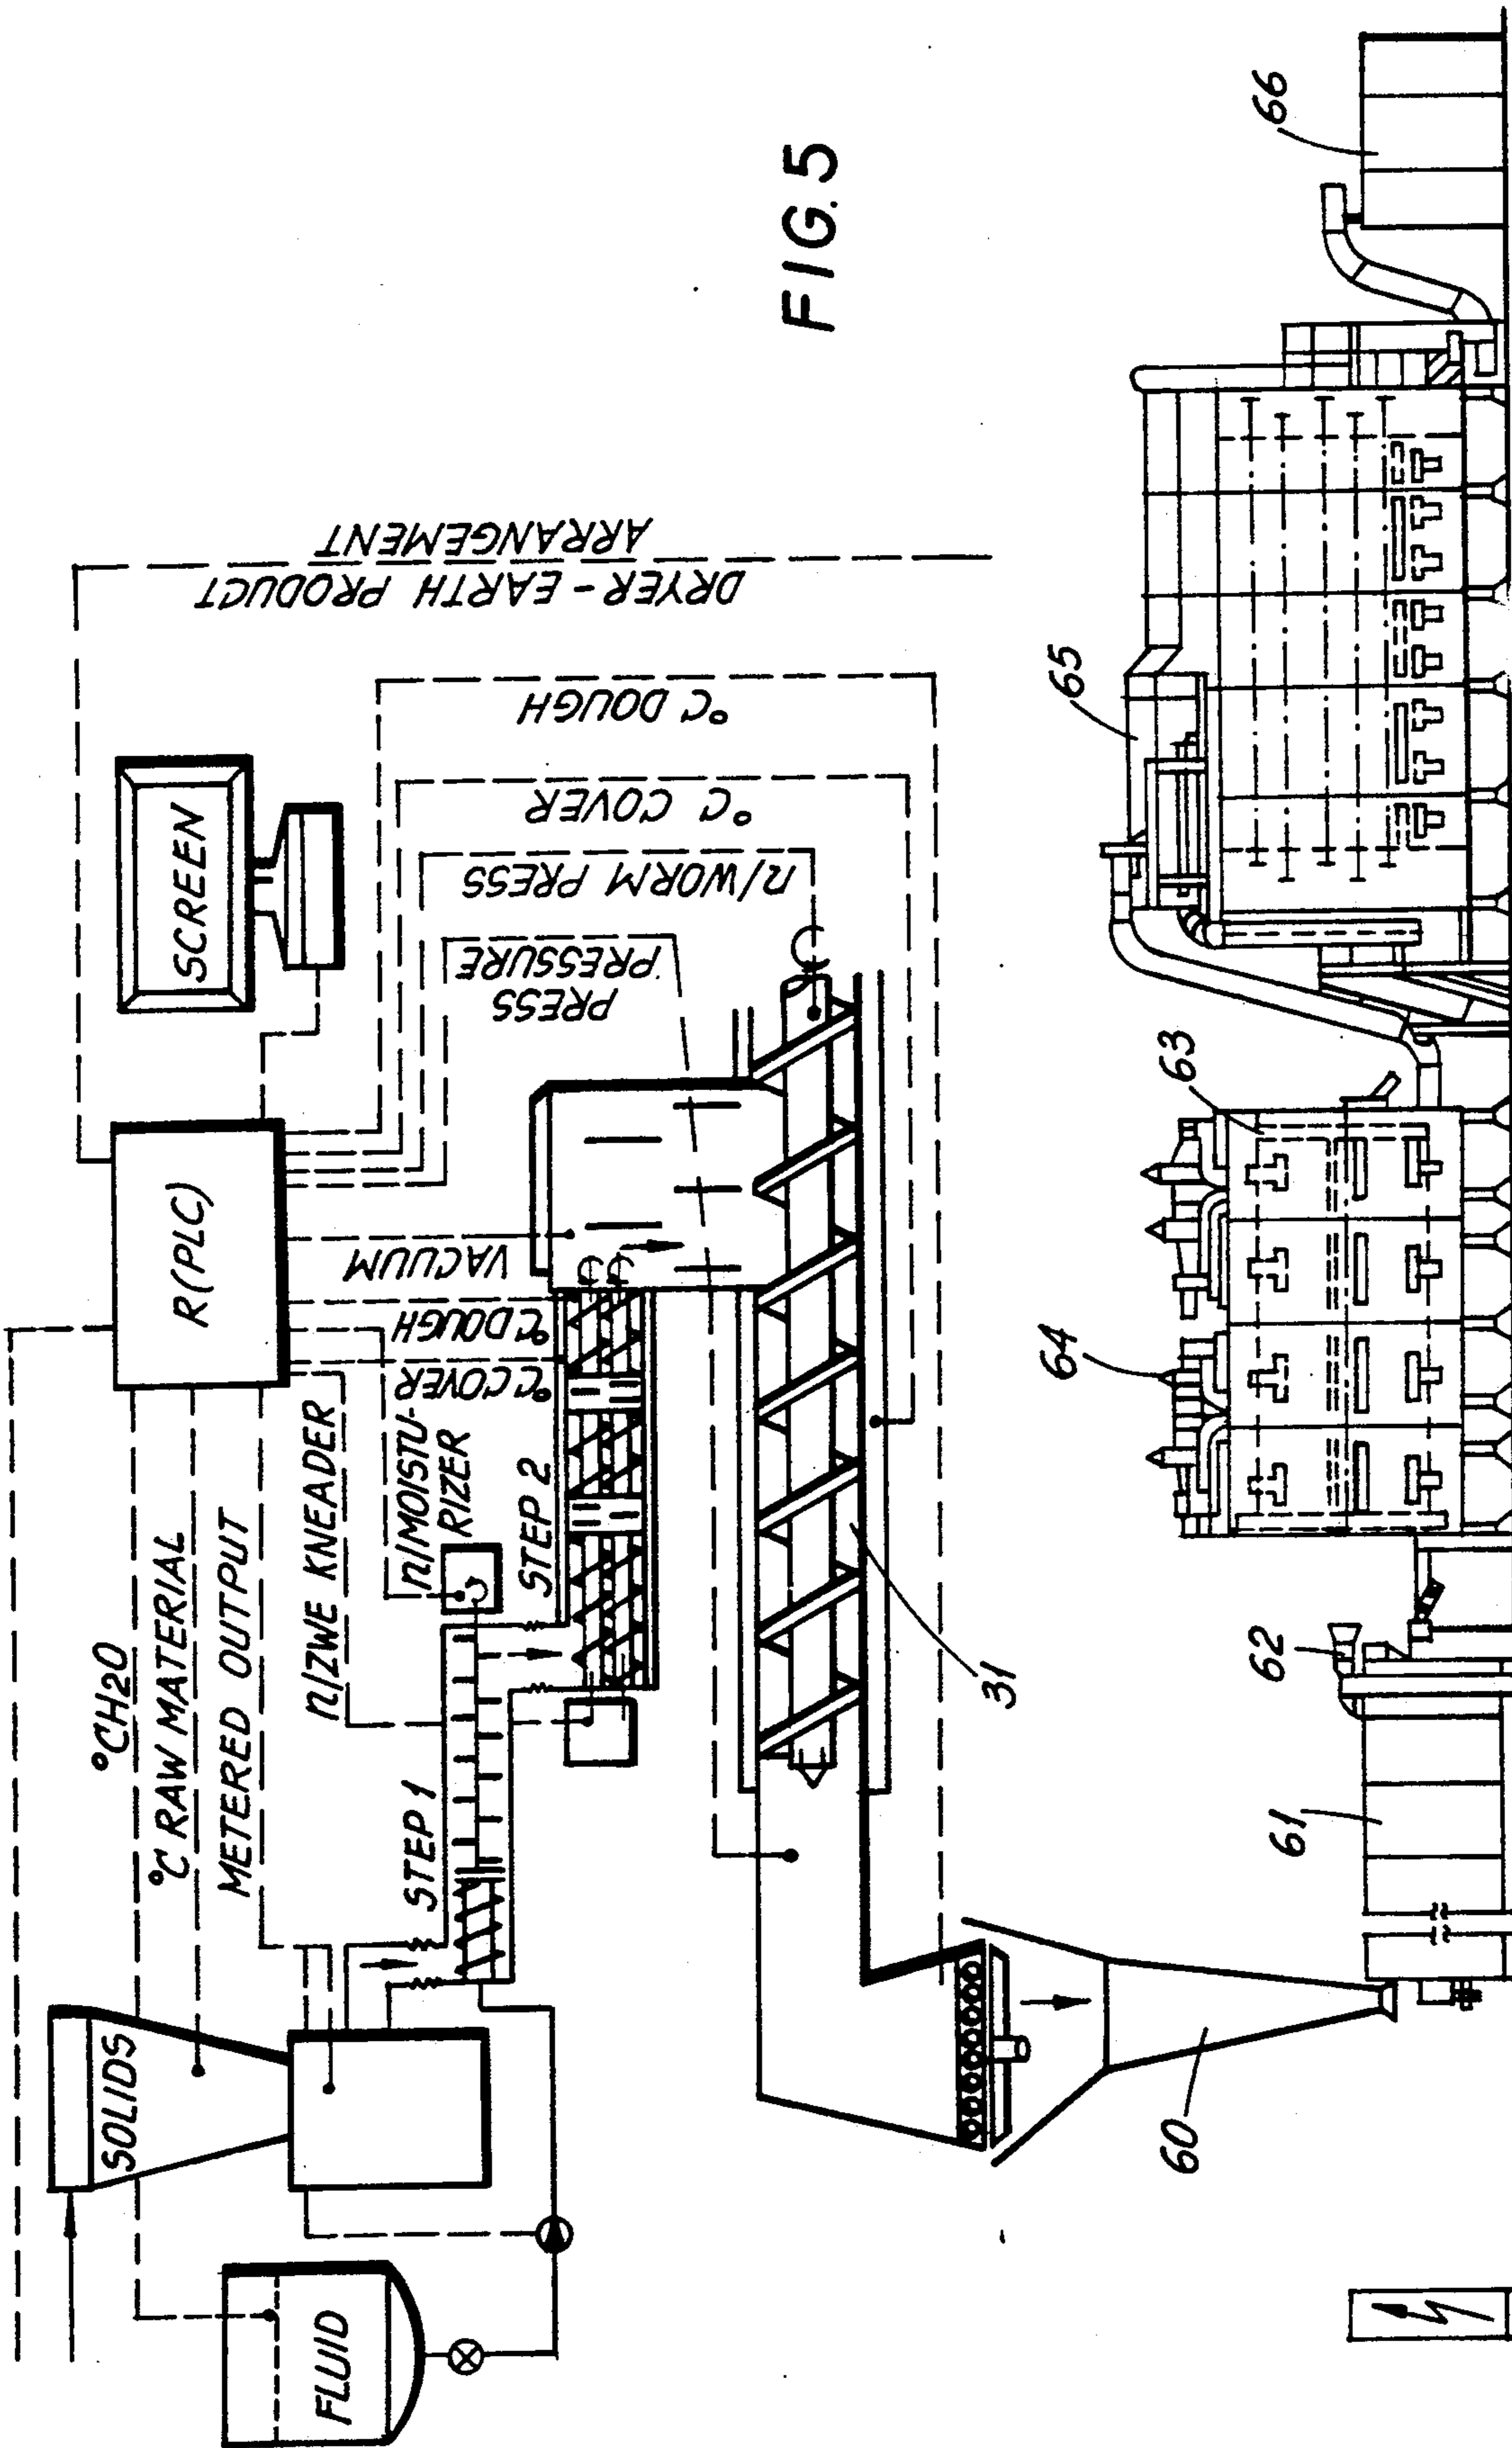 FIG. 5
SOLIDS
FLUID
°CH2O
°C RAW MATERIAL
METERED OUTPUT
STEP 1
n/ZWE KNEADER
n/MOISTU-
RIZER
STEP 2
R(PLC)
SCREEN
°C COVER
°C DOUGH
VACUUM
PRESS
PRESSURE
n/WORM PRESS
°C COVER
°C DOUGH
DRYER-EARTH PRODUCT
ARRANGEMENT
31
60
61
62
63
64
65
66